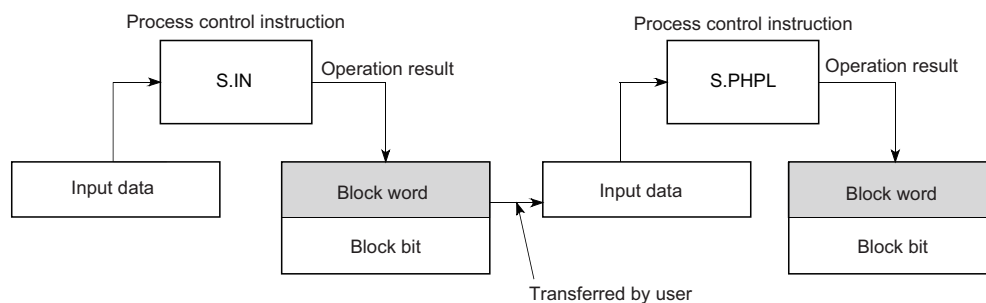 Process control instruction
S.IN
Operation result
Input data
Block word
Block bit
Transferred by user
Process control instruction
S.PHPL
Operation result
Input data
Block word
Block bit